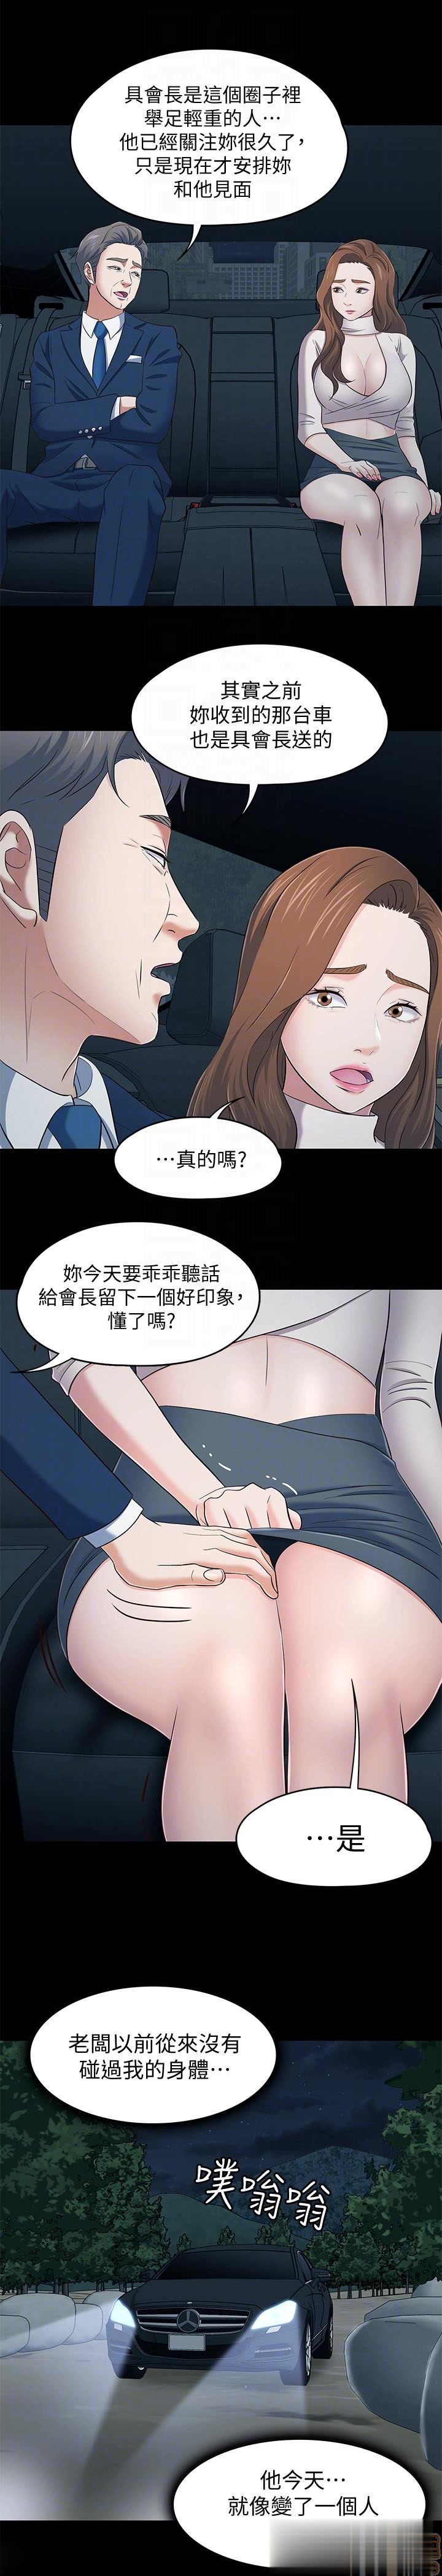 具會長是這個圈子裡
舉足輕重的人…
他已經關注妳很久了，
只是現在才安排妳
和他見面
其實之前
妳收到的那台車
也是具會長送的
…真的嗎?
妳今天要乖乖聽話
給會長留下一個好印象，
懂了嗎?
…是
老闆以前從來沒有
碰過我的身體…
噗嗡嗡
他今天…
就像變了一個人